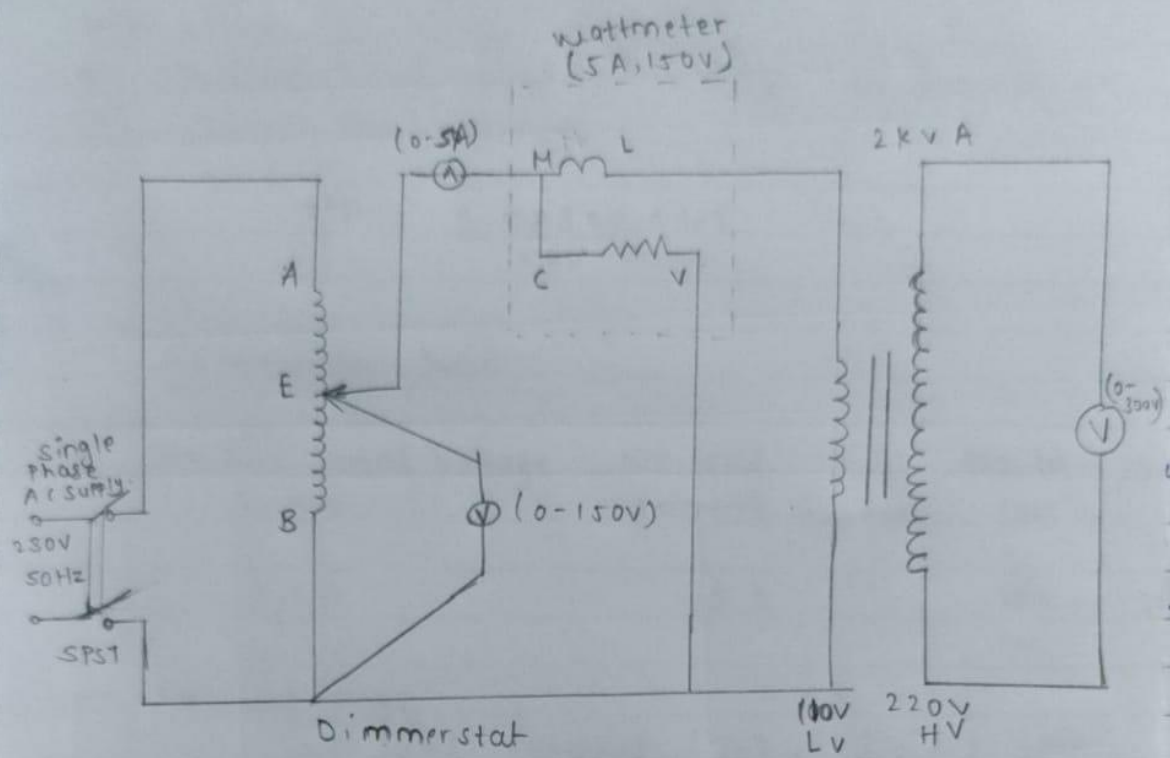 wattmeter
(5A, 150V)
(0-5A)
A
M
L
2 k v A
A
C
V
E
(0-
300V)
V
single
phase
AC supply
B
V (0-150V)
230V
50Hz
SPST
Dimmerstat
220V
LV
HV